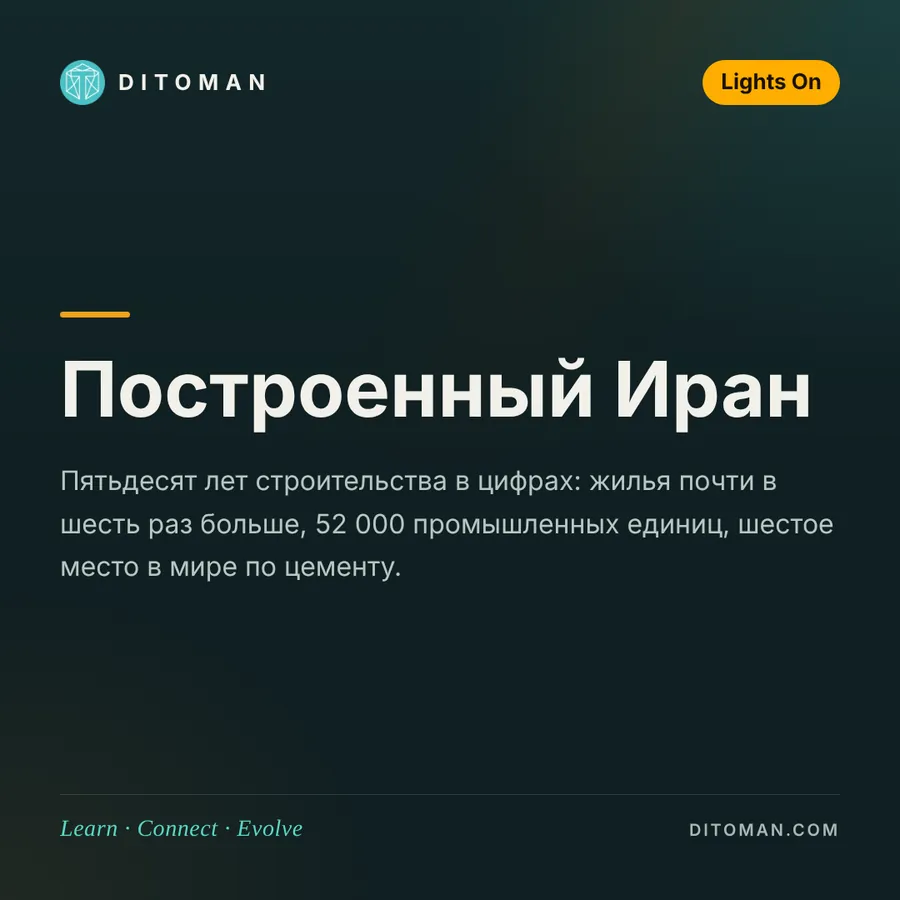 DITOMAN
Lights On
Построенный Иран
Пятьдесят лет строительства в цифрах: жилья почти в
шесть раз больше, 52 000 промышленных единиц, шестое
место в мире по цементу.
Learn · Connect · Evolve
DITOMAN.COM